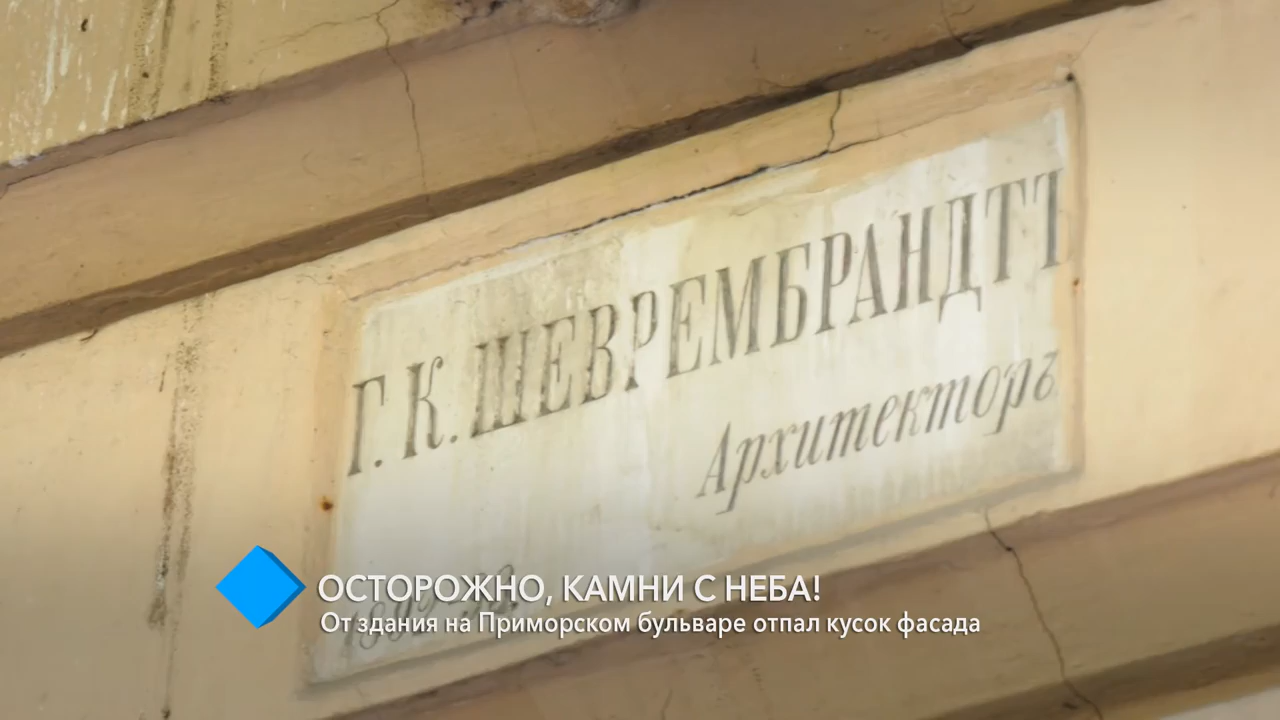 Г. К. ШЕВРЕМБРАНДТЪ
Архитекторъ
ОСТОРОЖНО, КАМНИ С НЕБА!
От здания на Приморском бульваре отпал кусок фасада